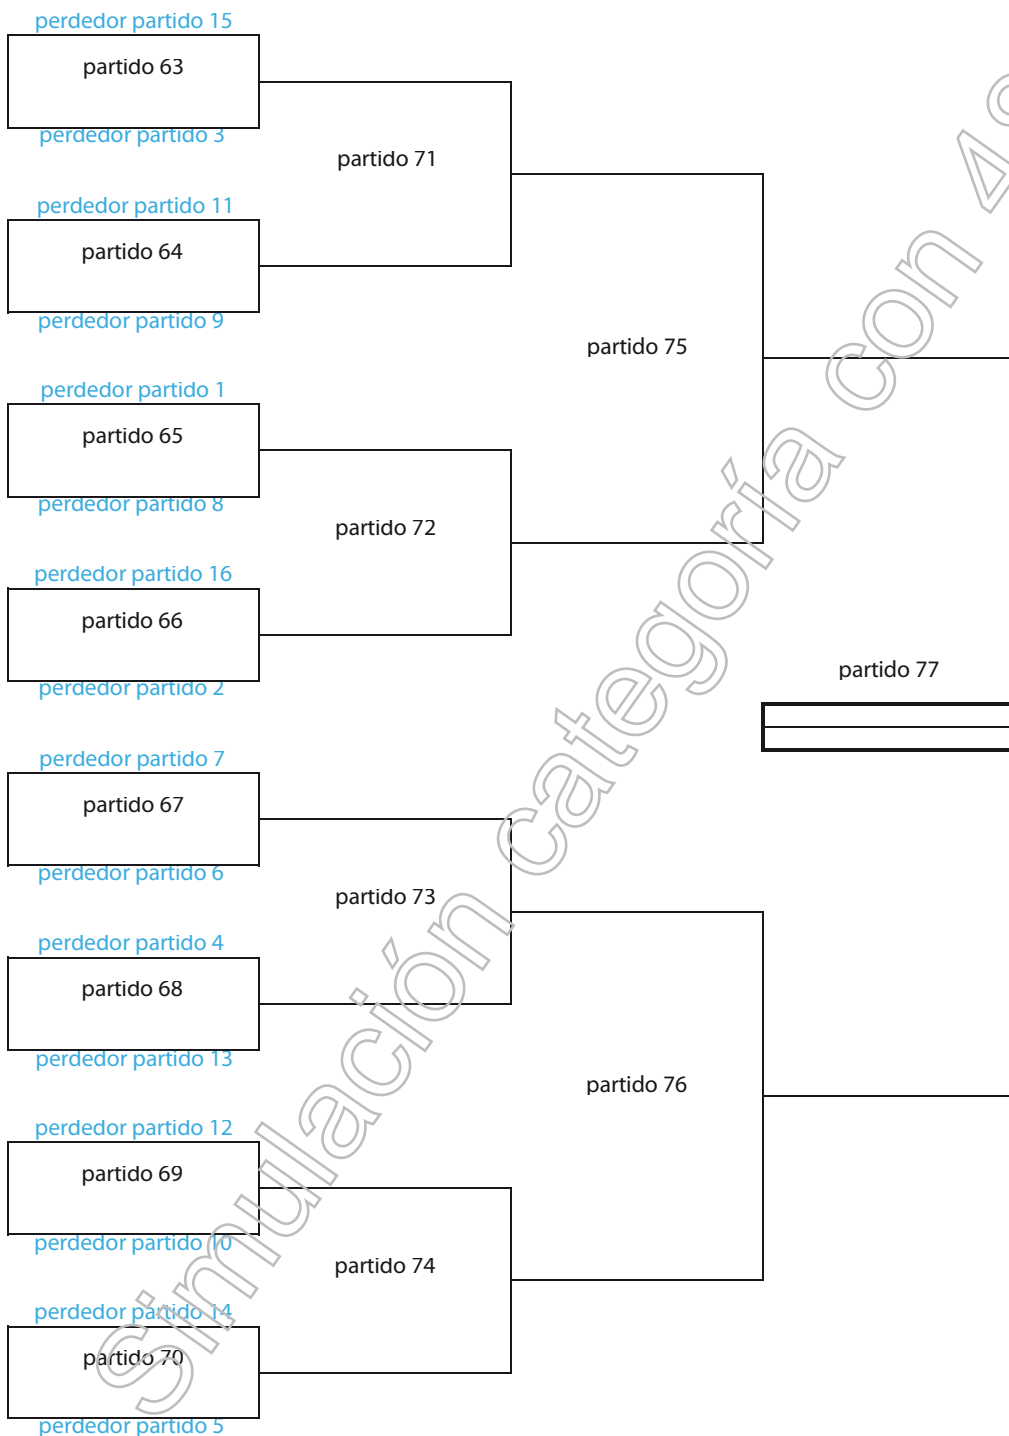 perdedor partido 15
partido 63
perdedor partido 3
partido 71
perdedor partido 11
partido 64
perdedor partido 9
partido 75
perdedor partido 1
partido 65
perdedor partido 8
partido 72
perdedor partido 16
partido 66
perdedor partido 2
partido 77
perdedor partido 7
partido 67
perdedor partido 6
partido 73
perdedor partido 4
partido 68
perdedor partido 13
partido 76
perdedor partido 12
partido 69
perdedor partido 10
partido 74
perdedor partido 14
partido 70
perdedor partido 5
Simulación categoría con